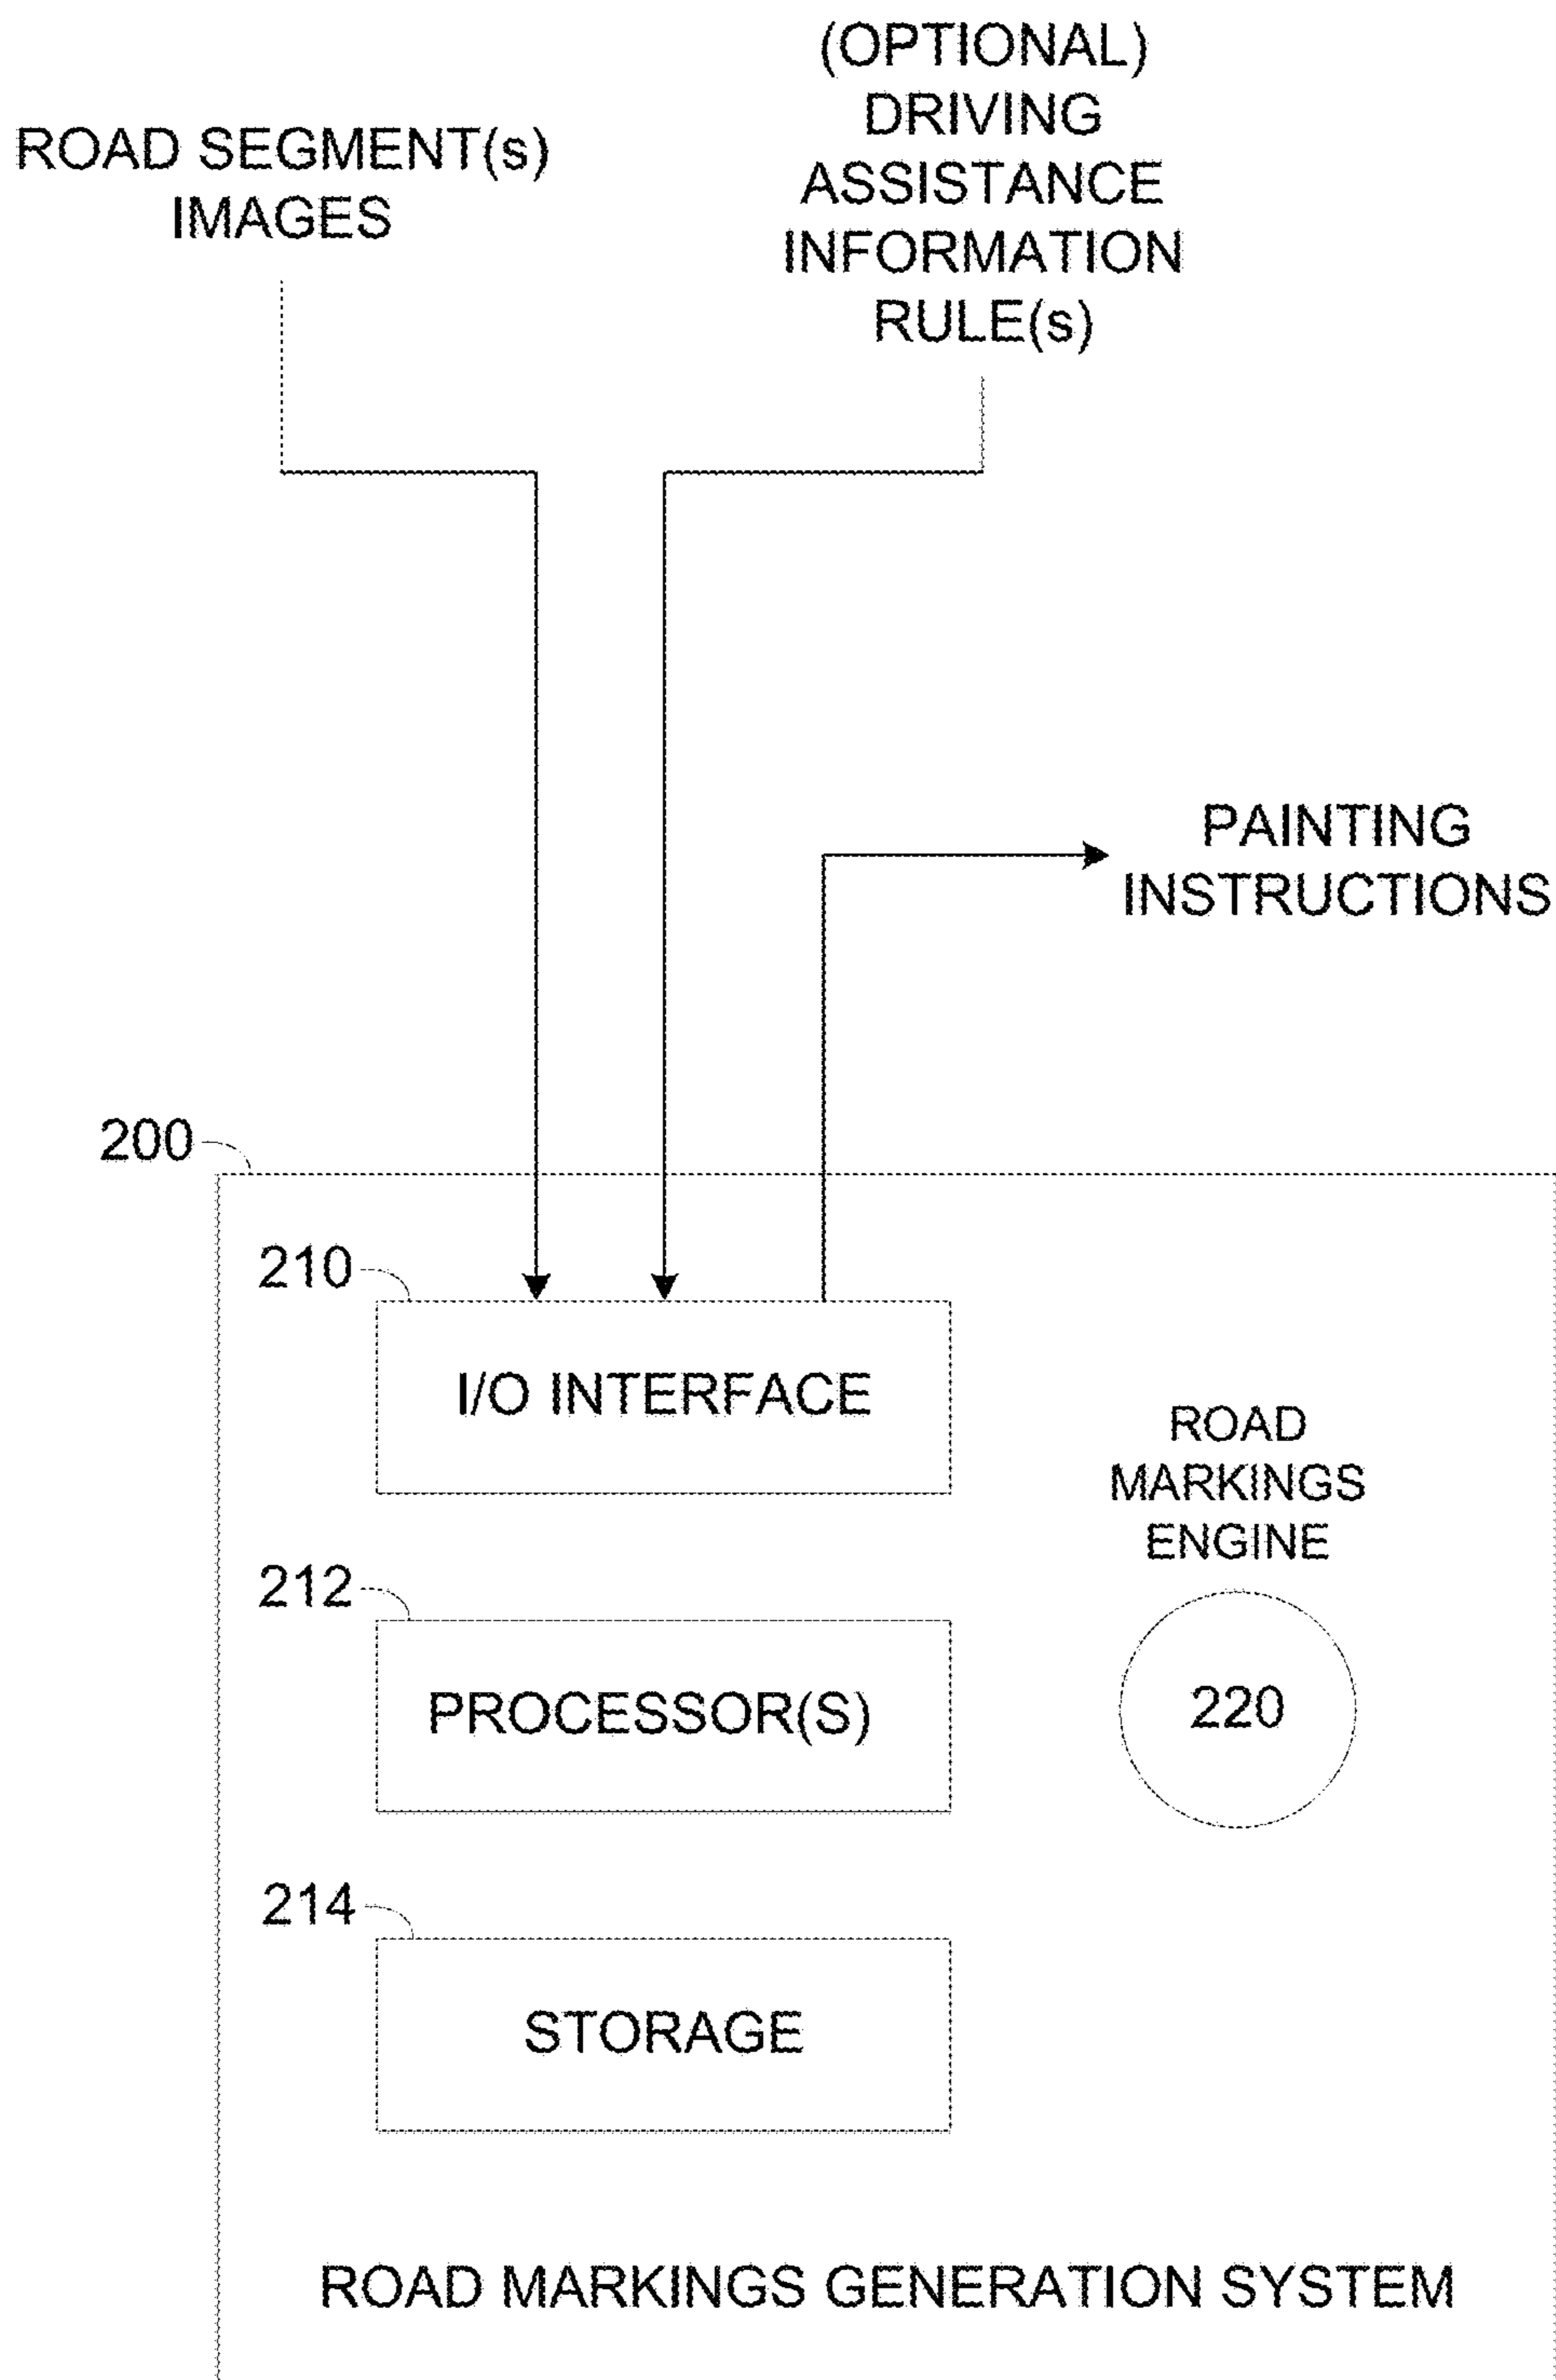 ROAD SEGMENT(s)
IMAGES
(OPTIONAL)
DRIVING
ASSISTANCE
INFORMATION
RULE(s)
PAINTING
INSTRUCTIONS
200
210
I/O INTERFACE
ROAD
MARKINGS
ENGINE
212
PROCESSOR(S)
220
214
STORAGE
ROAD MARKINGS GENERATION SYSTEM